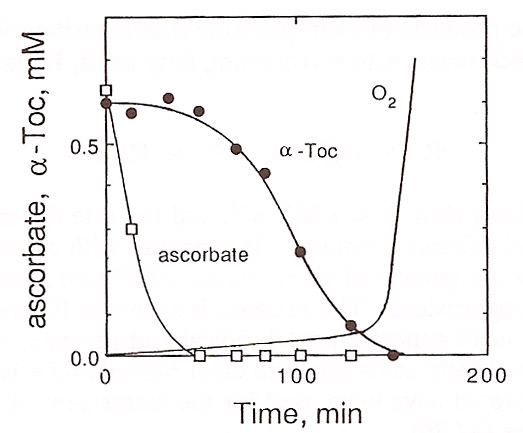 ascorbate, α-Toc, mM
0.5
0.0
O2
α-Toc
ascorbate
0
100
200
Time, min